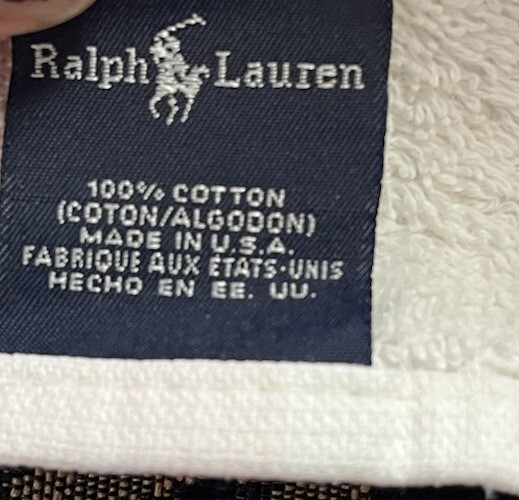 Ralph Lauren
100% COTTON
(COTON/ALGODON)
MADE IN U.S.A.
FABRIQUE AUX ÉTATS-UNIS
HECHO EN EE. UU.